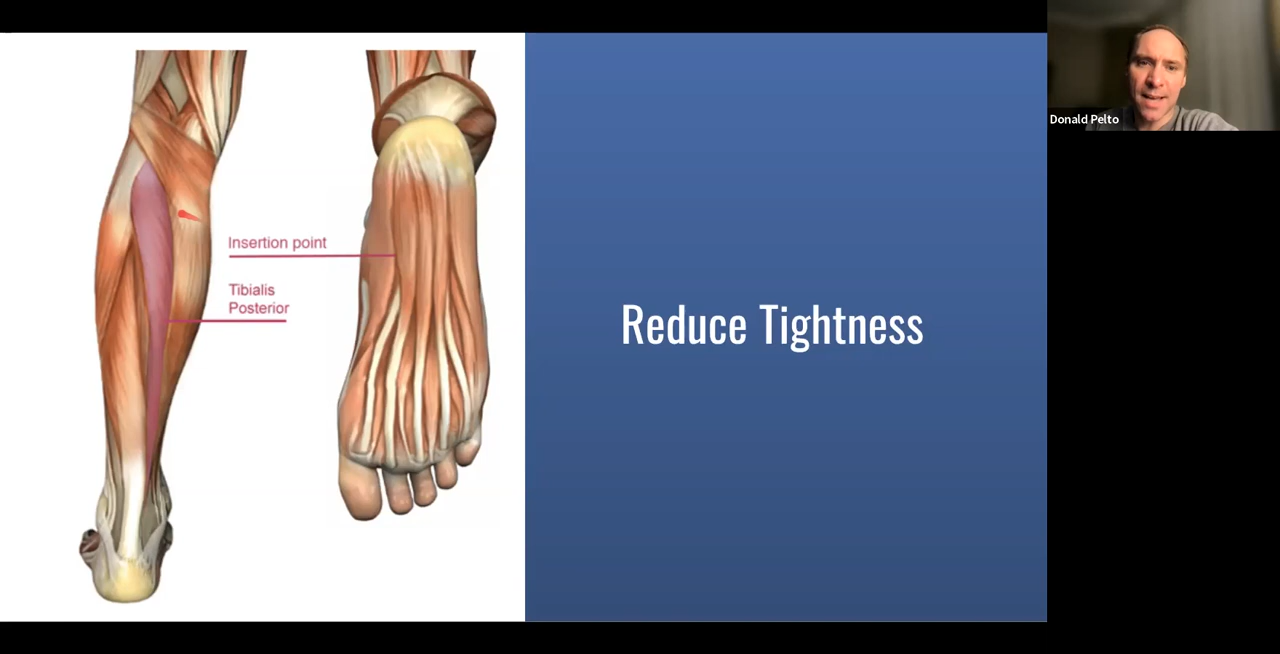 Insertion point
Tibialis
Posterior
Reduce Tightness
Donald Pelto